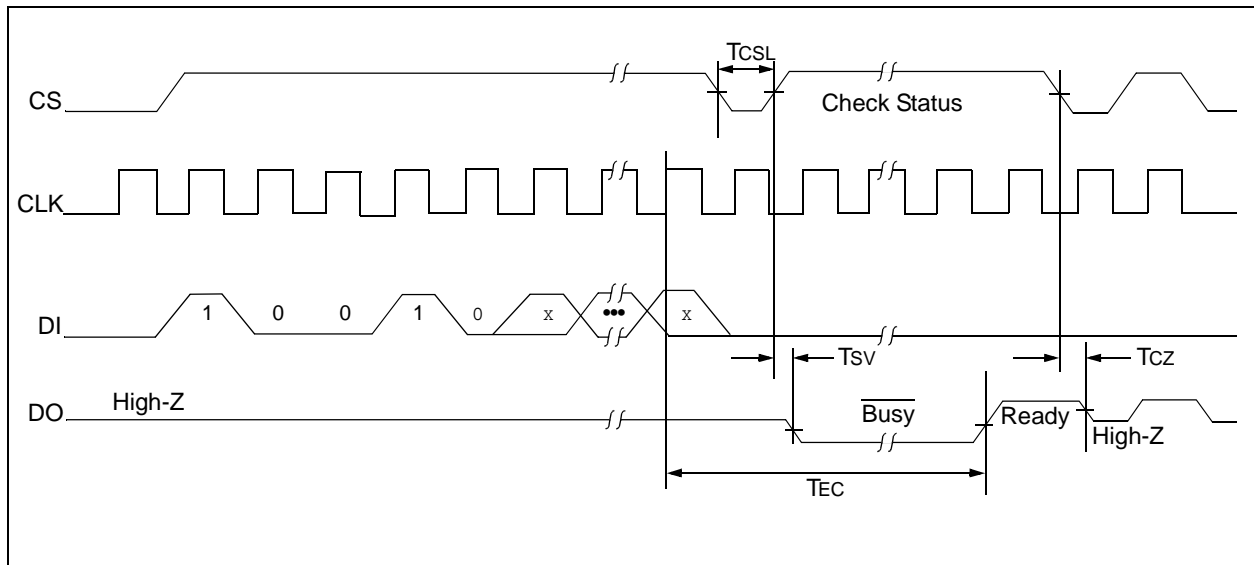 TCSL
CS
Check Status
CLK
DI
1 0 0 1 0 x ••• x
TSV
TCZ
DO
High-Z
Busy
Ready
High-Z
TEC